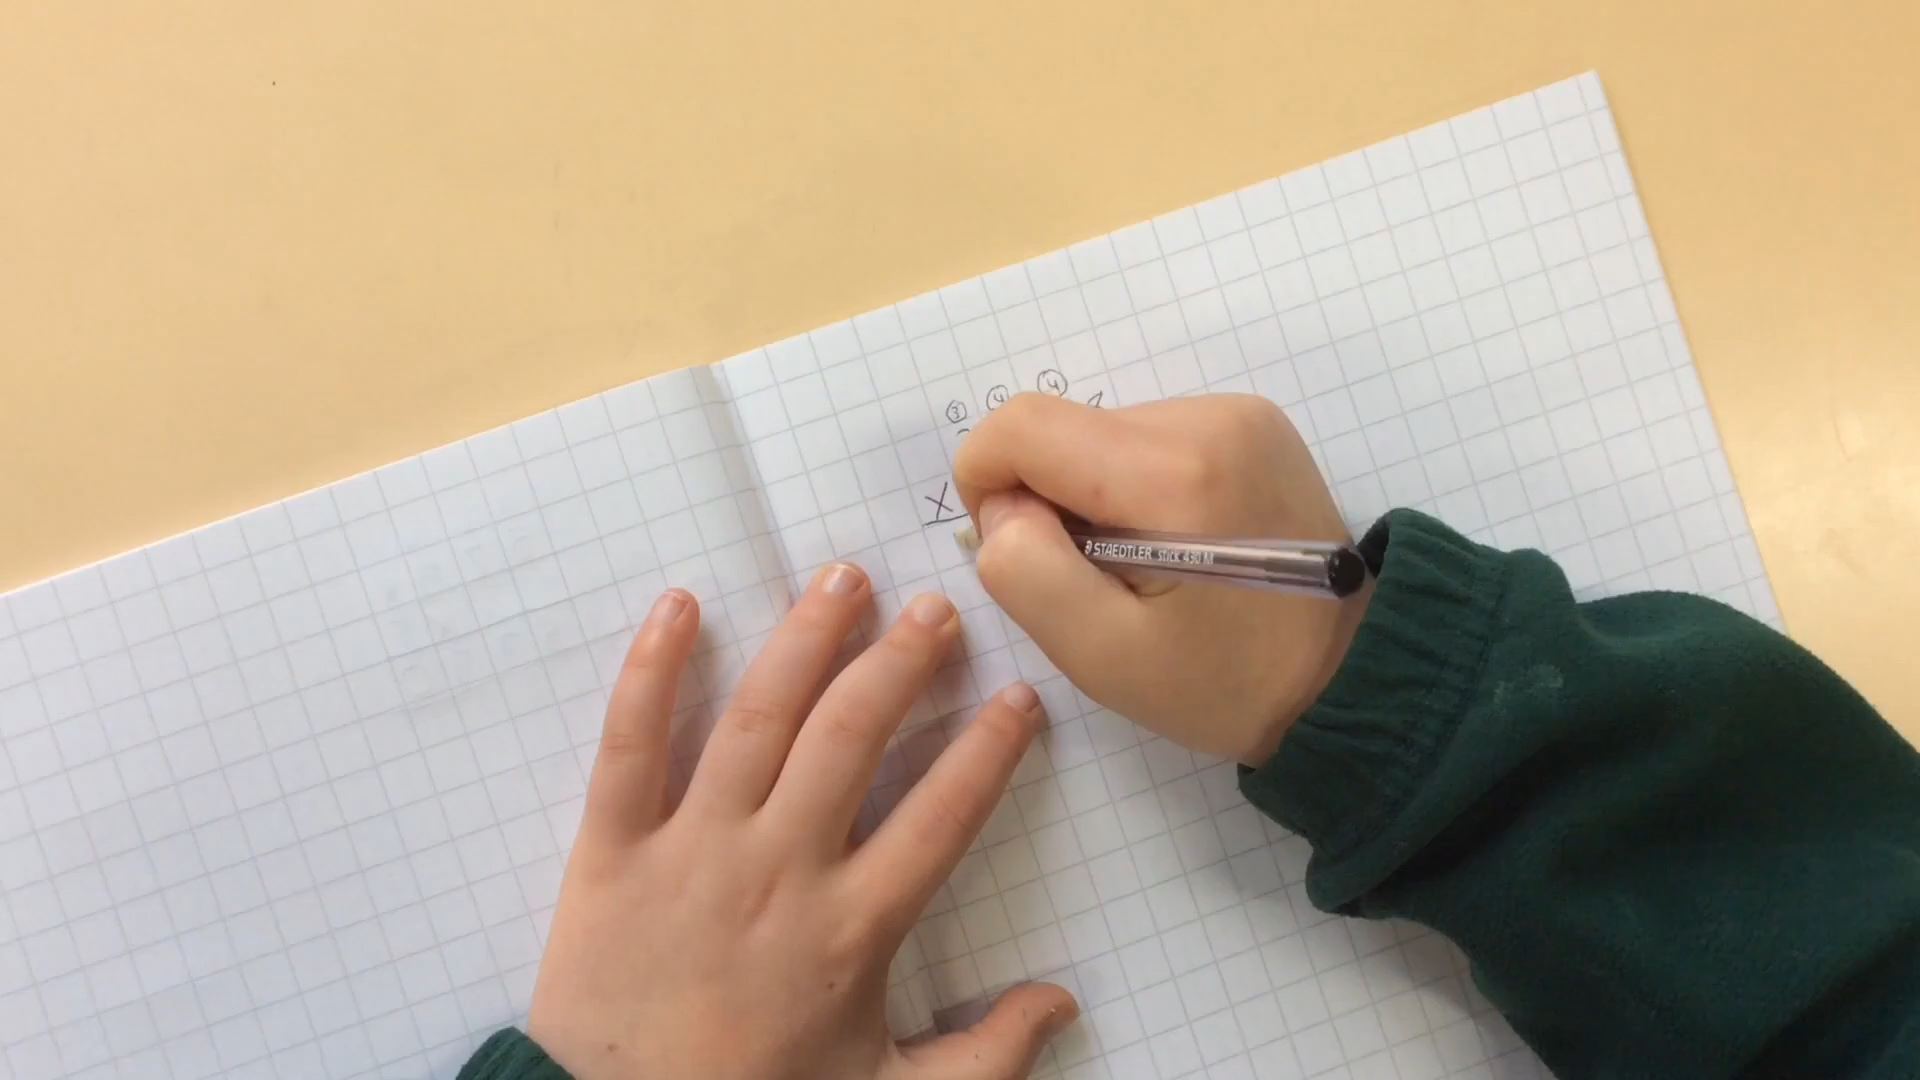 ③ ④ ④
X
STAEDTLER stick 430 M